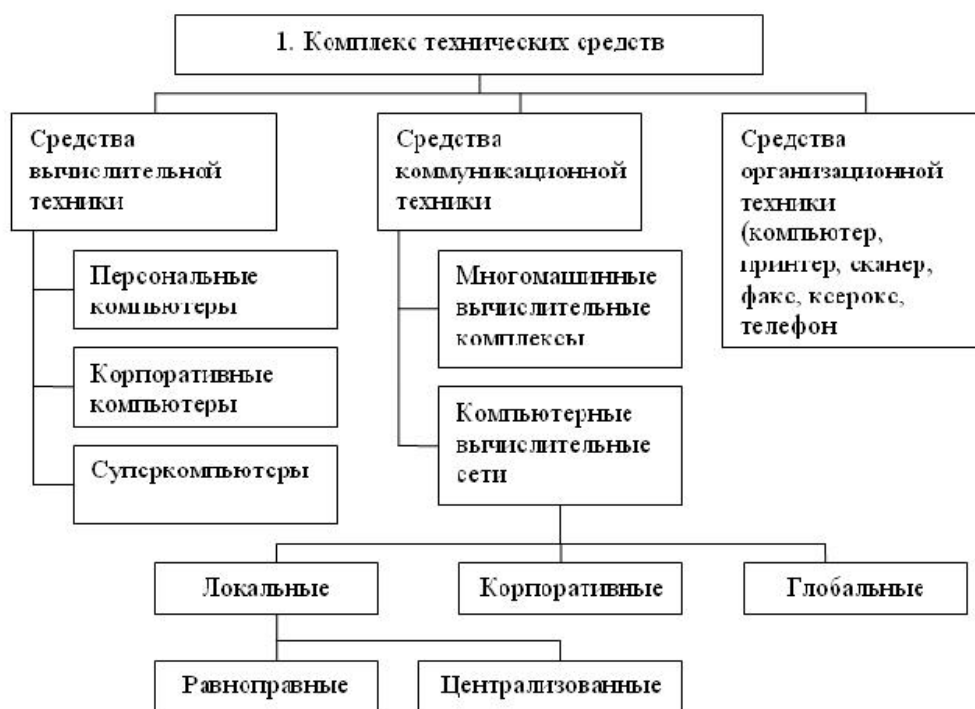 1. Комплекс технических средств
Средства
вычислительной
техники
Персональные
компьютеры
Корпоративные
компьютеры
Суперкомпьютеры
Средства
коммуникационной
техники
Многомашинные
вычислительные
комплексы
Компьютерные
вычислительные
сети
Средства
организационной
техники
(компьютер,
принтер, сканер,
факс, ксерокс,
телефон
Локальные
Корпоративные
Глобальные
Равноправные
Централизованные